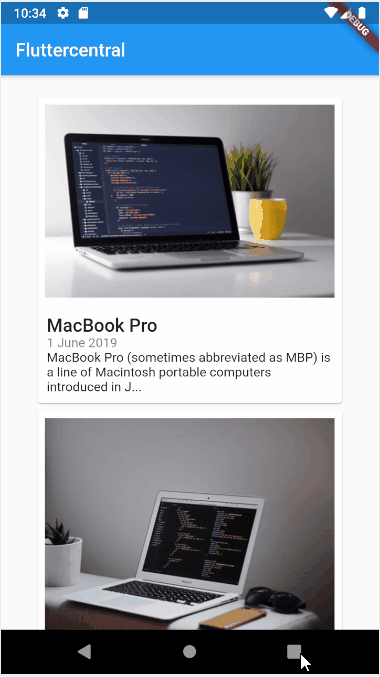 10:34
DEBUG
Fluttercentral
MacBook Pro
1 June 2019
MacBook Pro (sometimes abbreviated as MBP) is
a line of Macintosh portable computers
introduced in J...